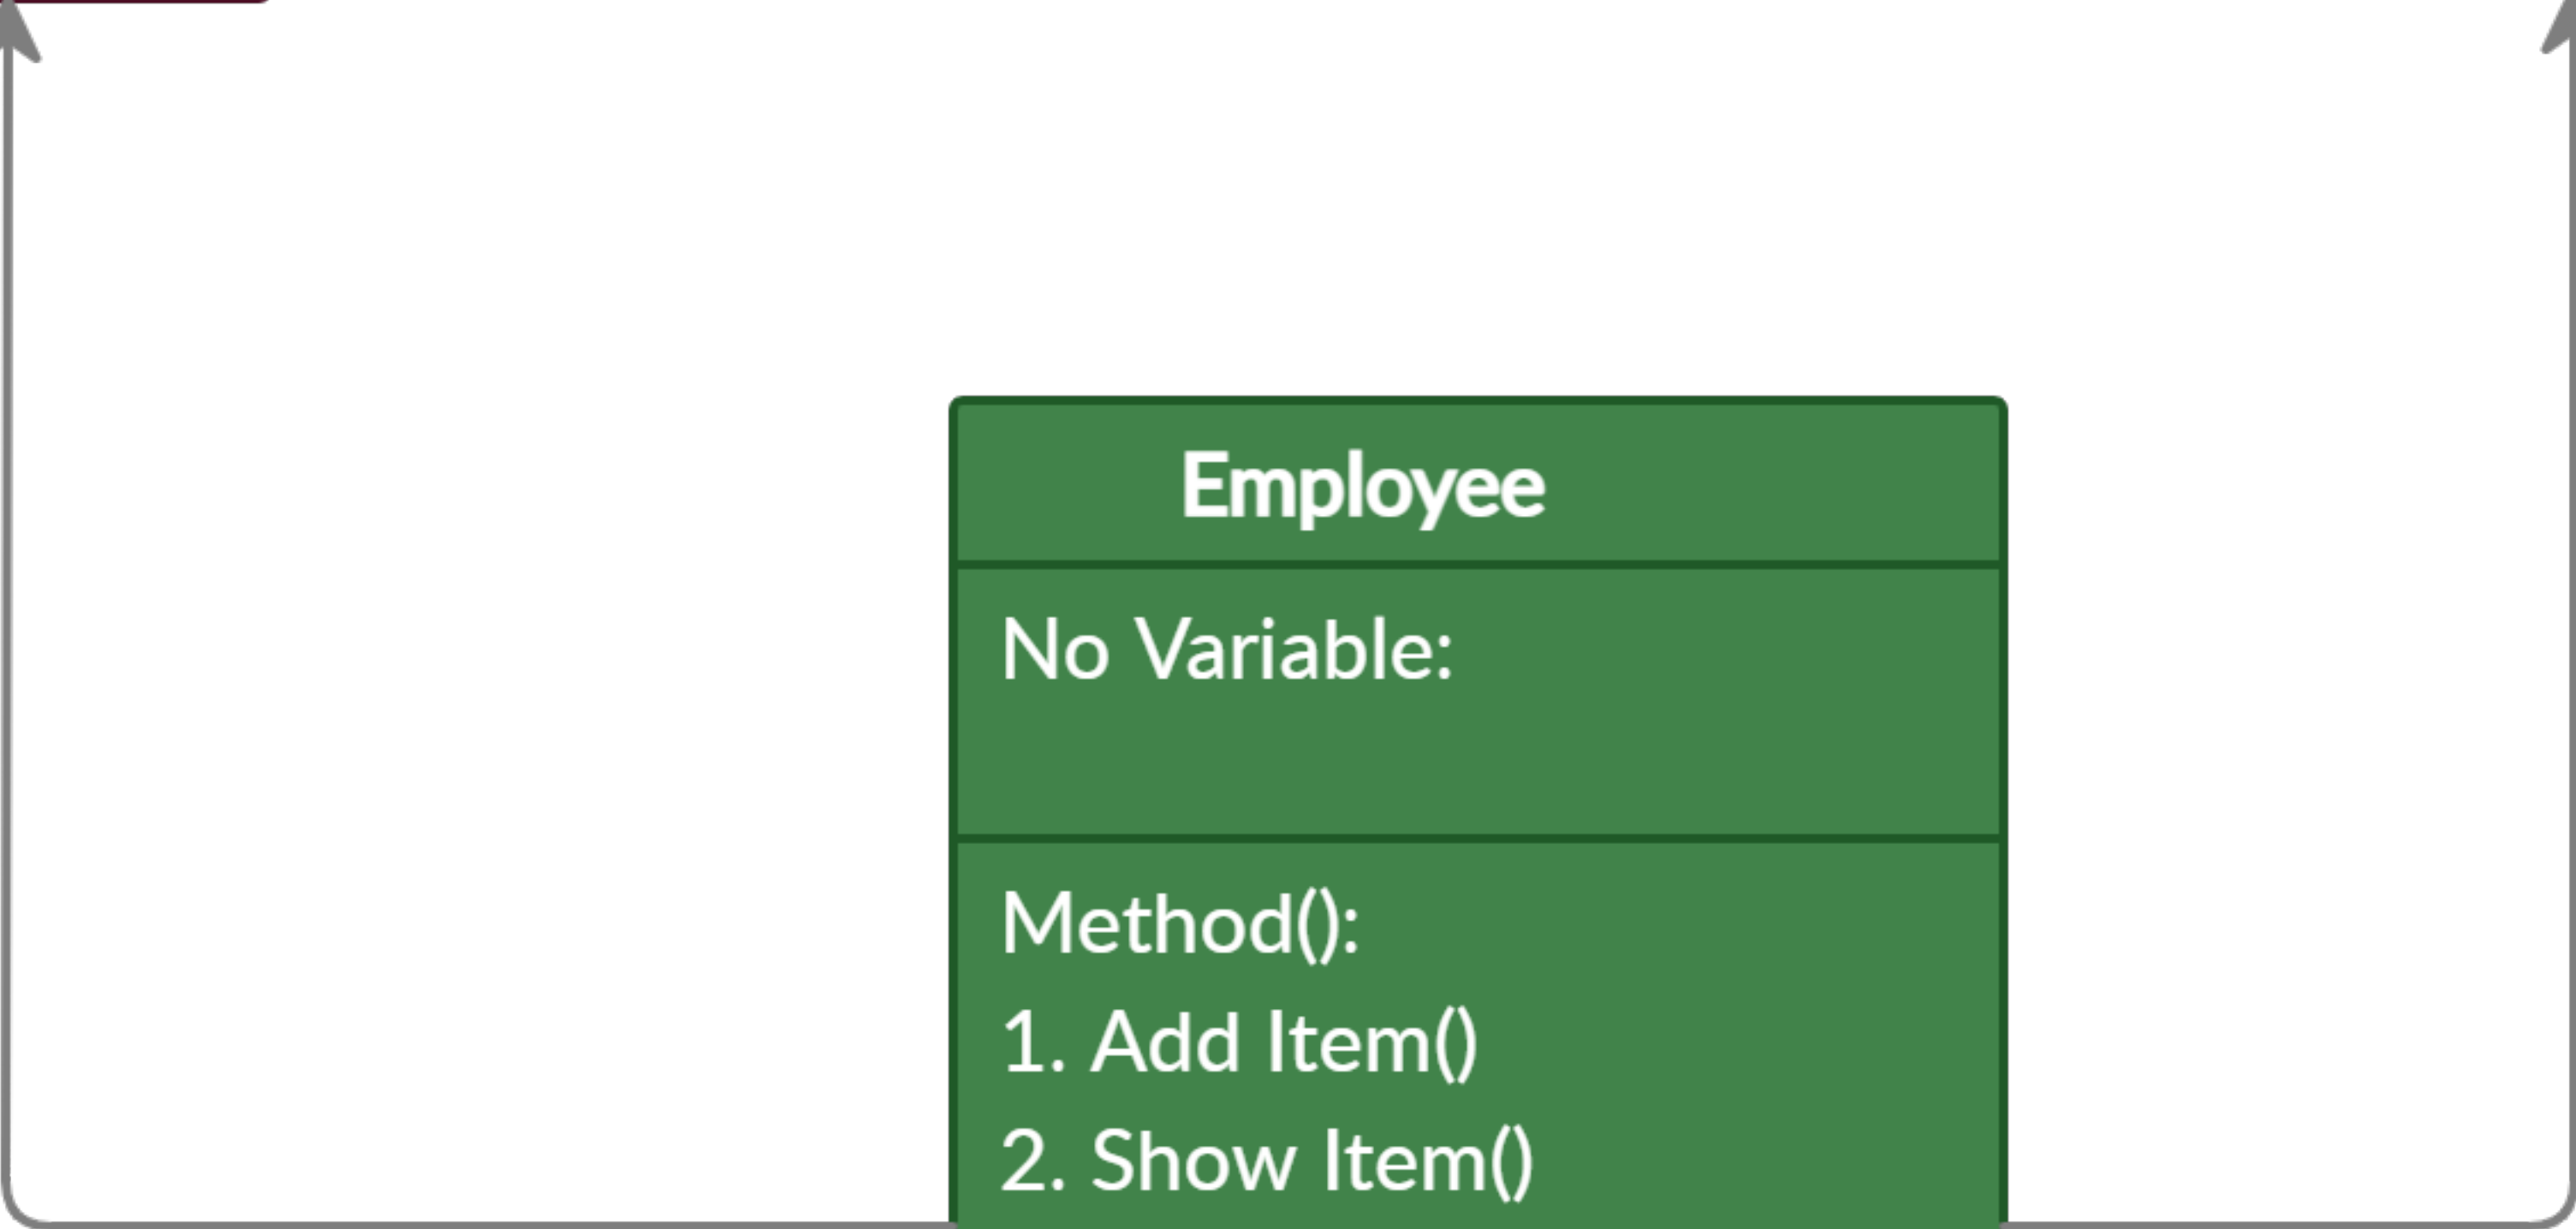 Employee
No Variable:
Method():
1. Add Item()
2. Show Item()